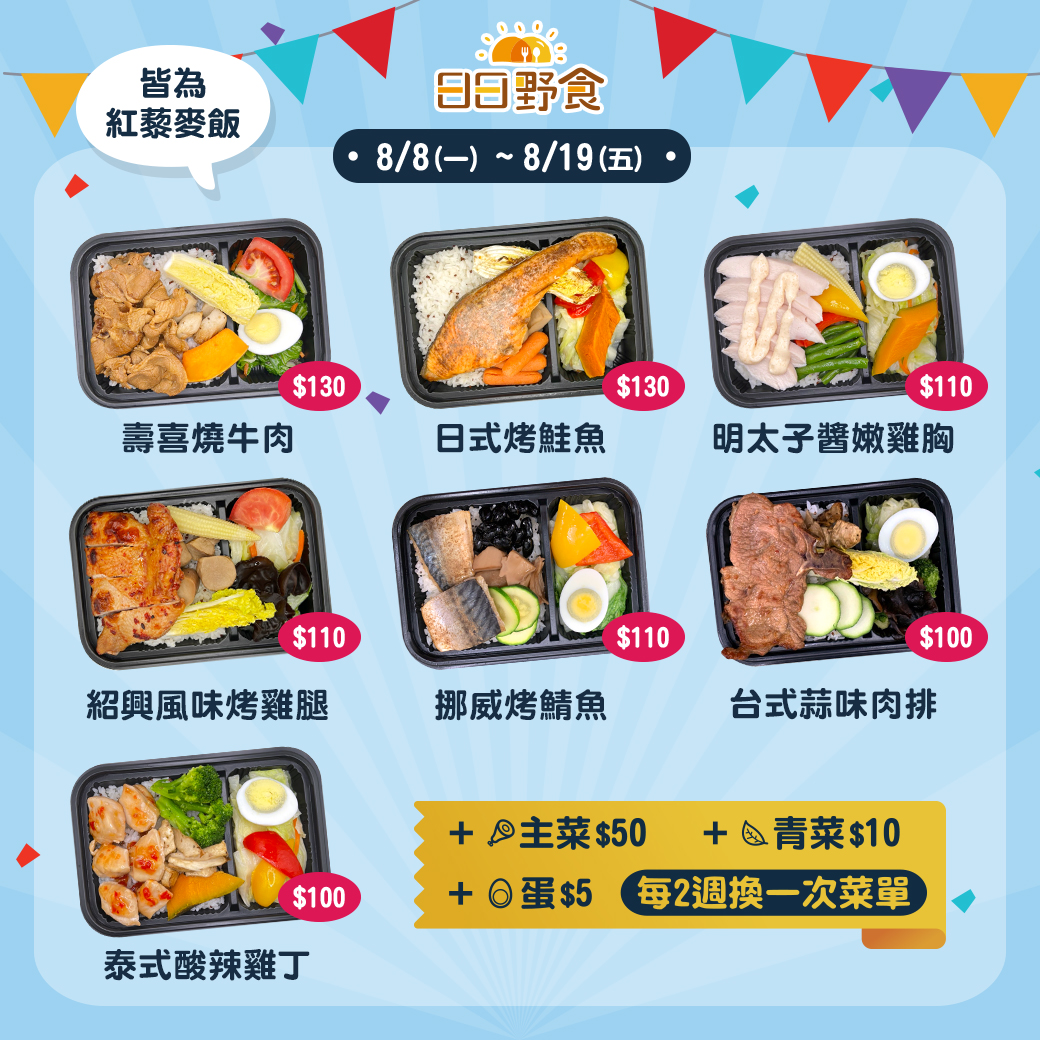 皆為
紅藜麥飯
日日野食
• 8/8(一) ~ 8/19(五) •
$130
$130
$110
壽喜燒牛肉
日式烤鮭魚
明太子醬嫩雞胸
$110
$110
$100
紹興風味烤雞腿
挪威烤鯖魚
台式蒜味肉排
$100
泰式酸辣雞丁
+ 主菜$50
+ 青菜$10
+ 蛋$5
每2週換一次菜單